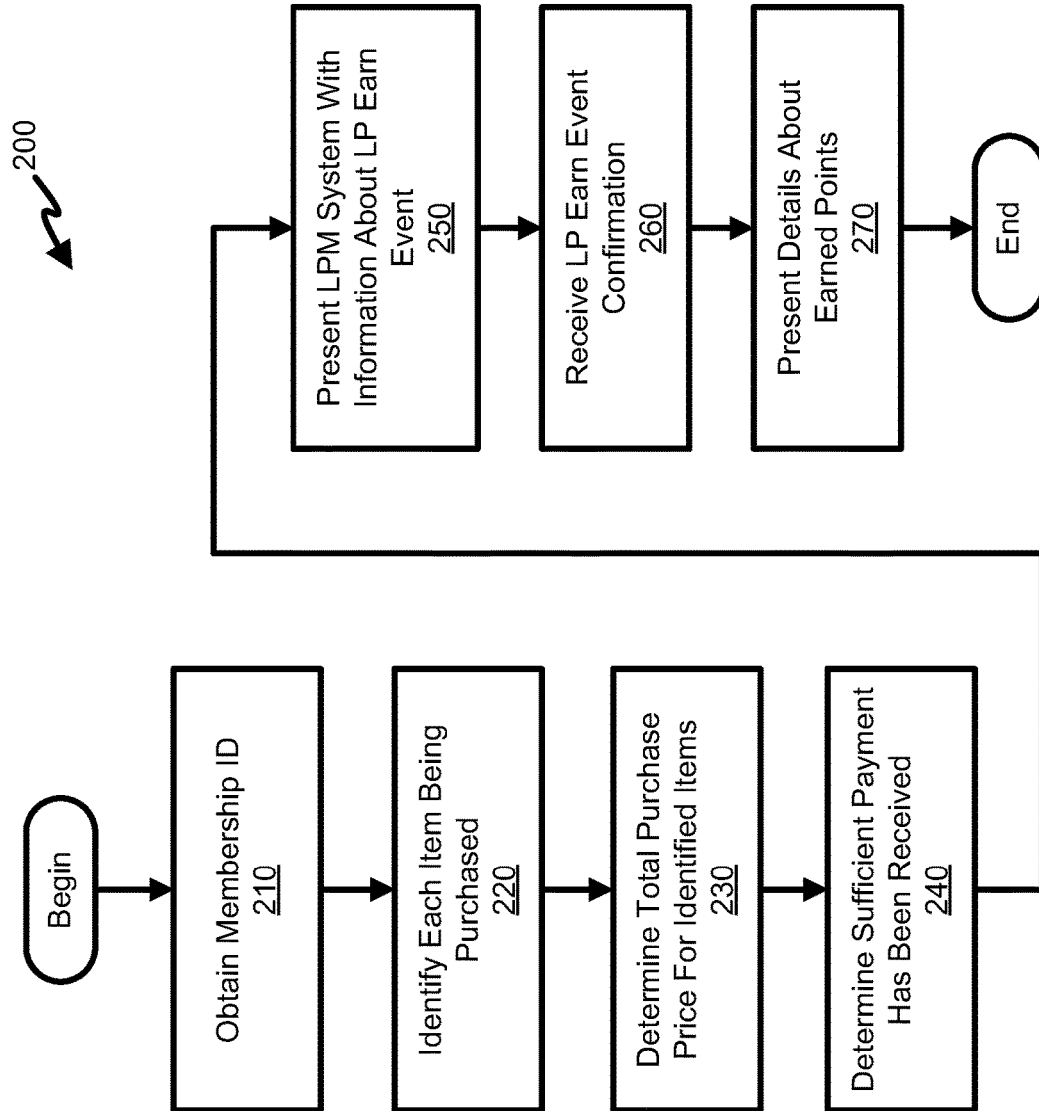 200
Begin
Obtain Membership ID
210
Identify Each Item Being
Purchased
220
Determine Total Purchase
Price For Identified Items
230
Determine Sufficient Payment
Has Been Received
240
Present LPM System With
Information About LP Earn
Event
250
Receive LP Earn Event
Confirmation
260
Present Details About
Earned Points
270
End